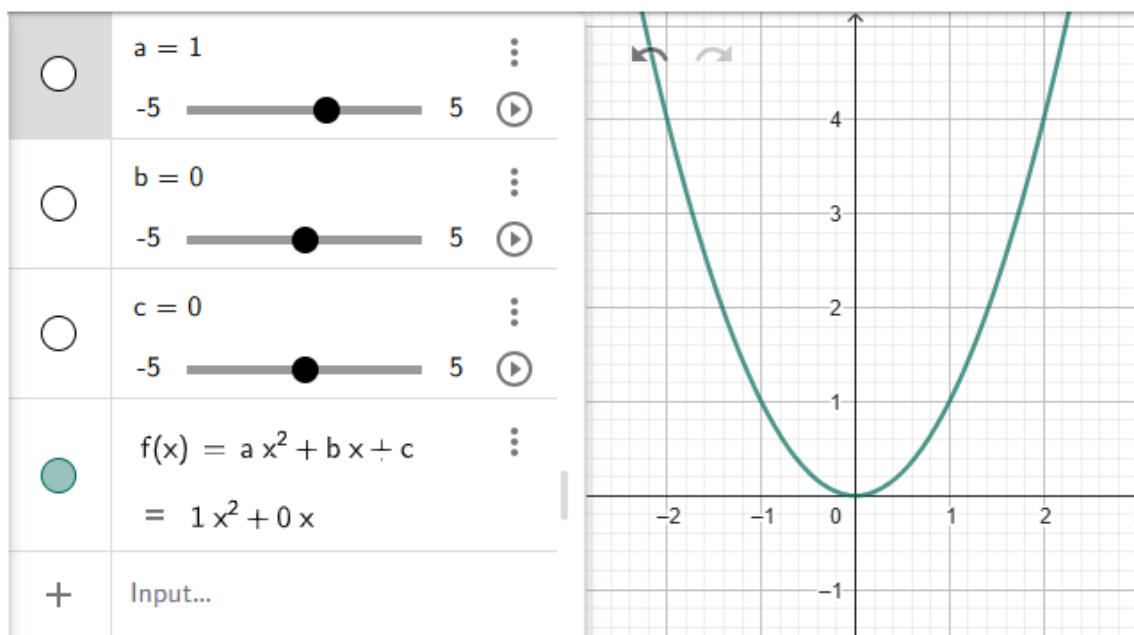 a = 1
-5 5
b = 0
-5 5
c = 0
-5 5
f(x) = a x² + b x + c
= 1 x² + 0 x
+ Input...
4
3
2
1
–2 –1 0 1 2
–1